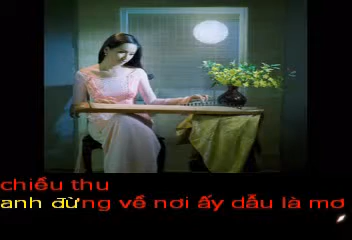 chiều thu
anh đừng về nơi ấy dẫu là mơ